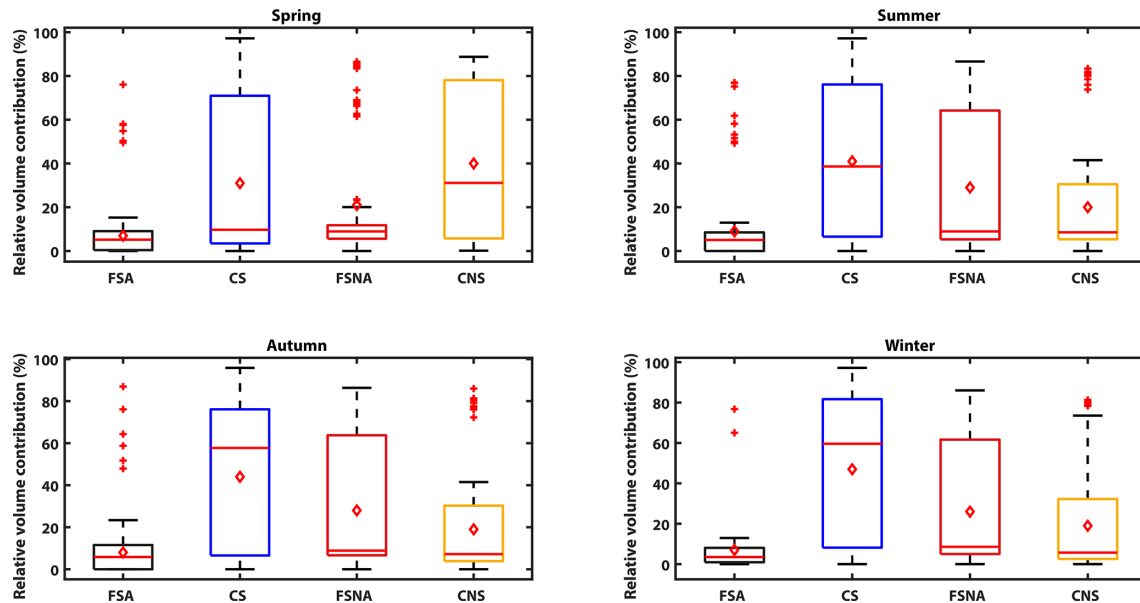 Spring
Relative volume contribution (%)
100
80
60
40
20
0
FSA CS FSNA CNS
Summer
Relative volume contribution (%)
100
80
60
40
20
0
FSA CS FSNA CNS
Autumn
Relative volume contribution (%)
100
80
60
40
20
0
FSA CS FSNA CNS
Winter
Relative volume contribution (%)
100
80
60
40
20
0
FSA CS FSNA CNS